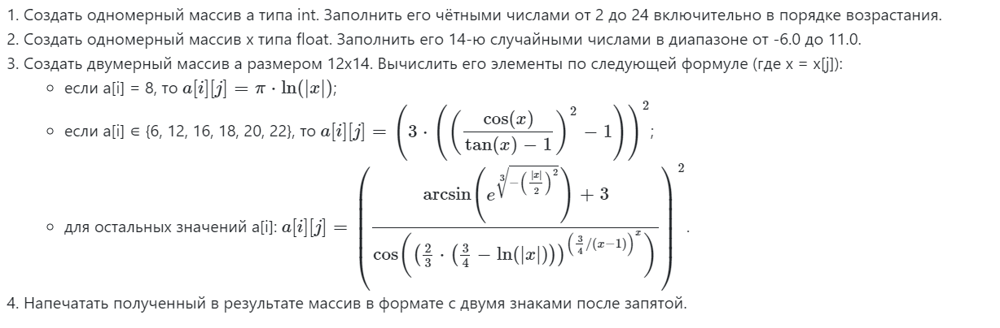 1. Создать одномерный массив a типа int. Заполнить его чётными числами от 2 до 24 включительно в порядке возрастания.
2. Создать одномерный массив x типа float. Заполнить его 14-ю случайными числами в диапазоне от -6.0 до 11.0.
3. Создать двумерный массив a размером 12x14. Вычислить его элементы по следующей формуле (где x = x[j]):
◦ если a[i] = 8, то $a[i][j] = \pi \cdot \ln(|x|)$;
◦ если a[i] ∈ {6, 12, 16, 18, 20, 22}, то $a[i][j] = \left(3 \cdot \left(\left(\frac{\cos(x)}{\tan(x)-1}\right)^2 - 1\right)\right)^2$;
◦ для остальных значений a[i]: $a[i][j] = \left(\frac{\arcsin\left(e^{\sqrt[3]{-\left(\frac{|x|}{2}\right)^2}}\right)+3}{\cos\left(\left(\frac{2}{3} \cdot \left(\frac{3}{4} - \ln(|x|)\right)\right)^{\left(\frac{3}{4}/(x-1)\right)^x}\right)}\right)^2$.
4. Напечатать полученный в результате массив в формате с двумя знаками после запятой.